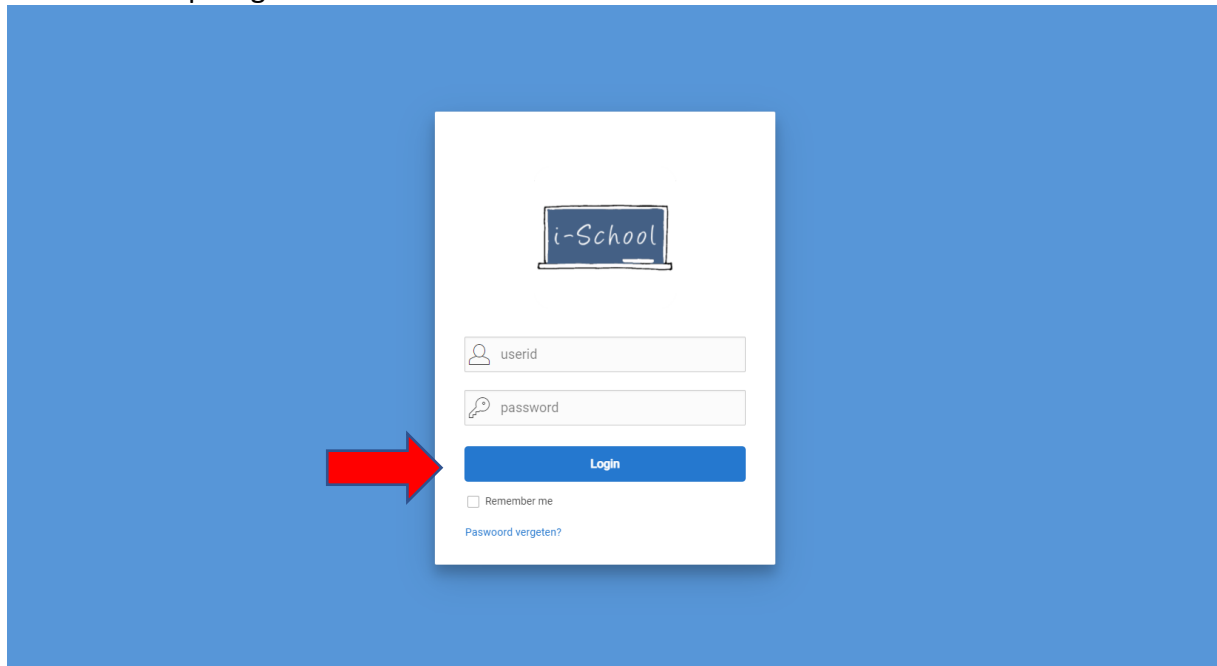 i-School
userid
password
Login
Remember me
Paswoord vergeten?